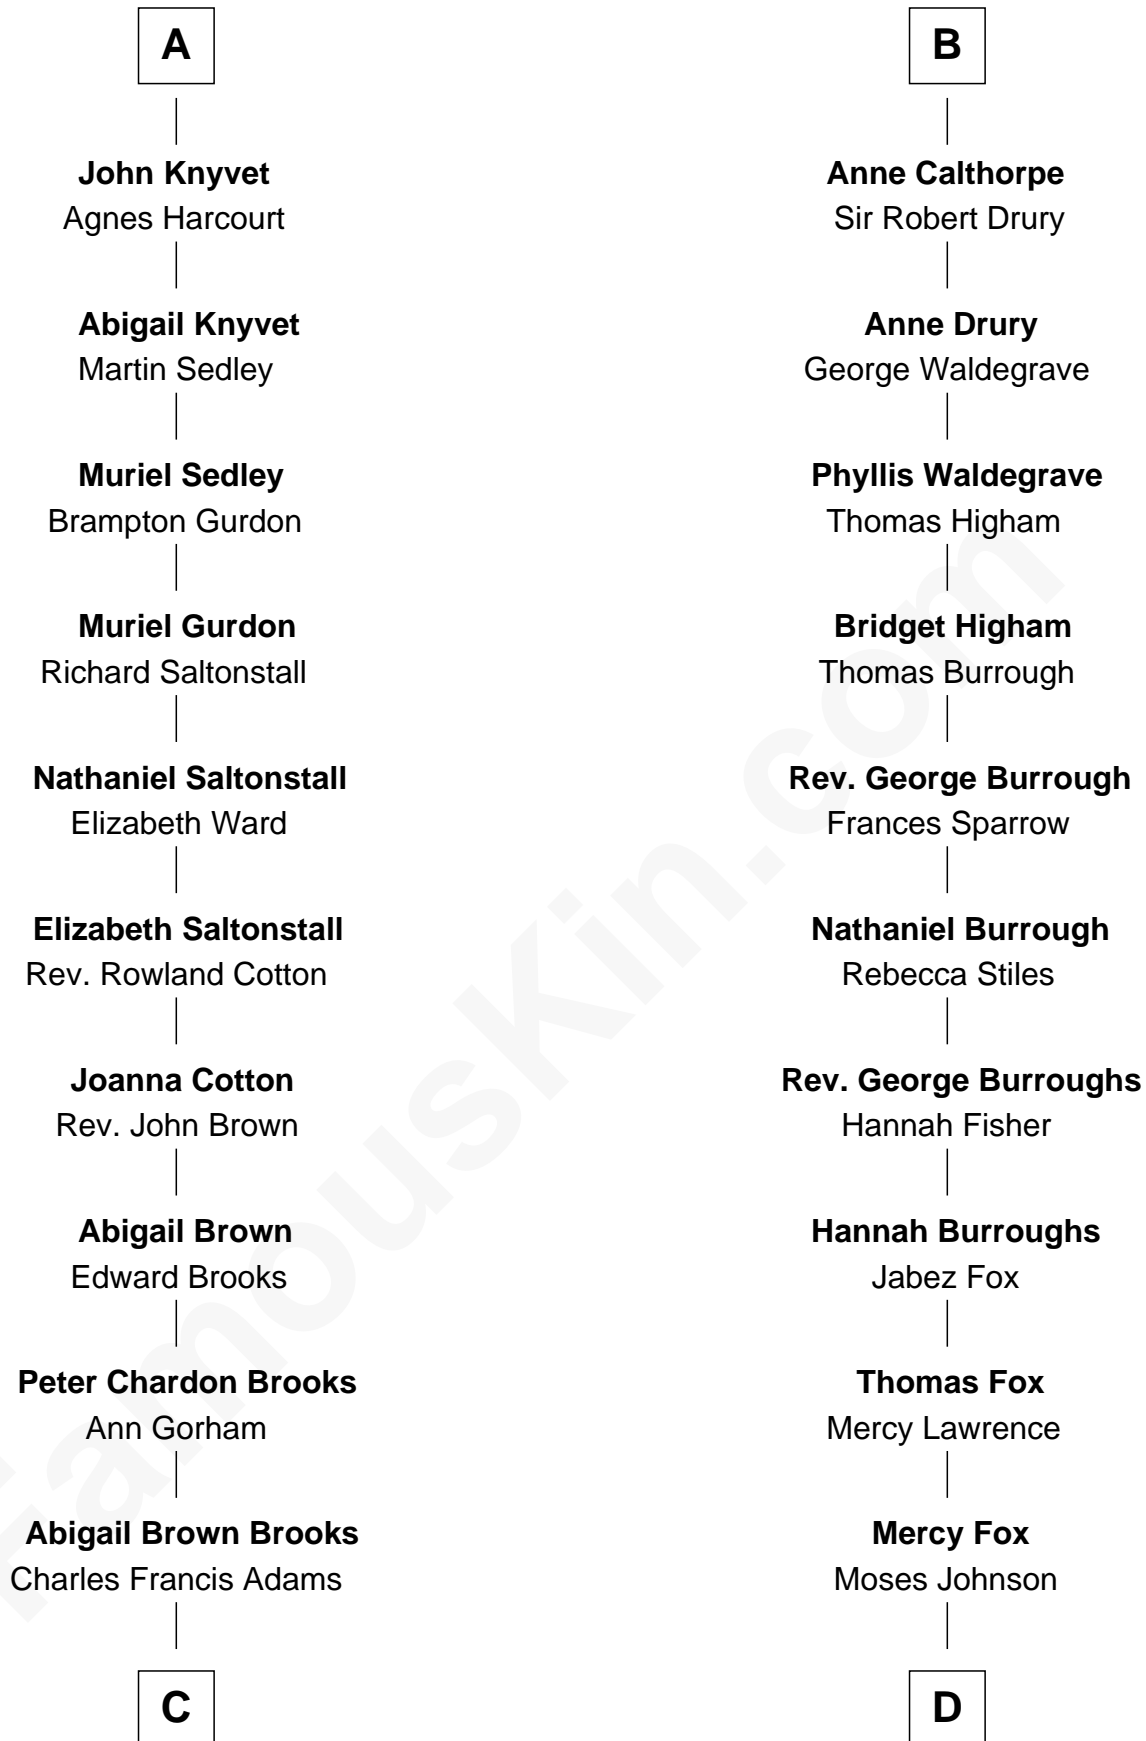 A
John Knyvet
Agnes Harcourt
Abigail Knyvet
Martin Sedley
Muriel Sedley
Brampton Gurdon
Muriel Gurdon
Richard Saltonstall
Nathaniel Saltonstall
Elizabeth Ward
Elizabeth Saltonstall
Rev. Rowland Cotton
Joanna Cotton
Rev. John Brown
Abigail Brown
Edward Brooks
Peter Chardon Brooks
Ann Gorham
Abigail Brown Brooks
Charles Francis Adams
C
B
Anne Calthorpe
Sir Robert Drury
Anne Drury
George Waldegrave
Phyllis Waldegrave
Thomas Higham
Bridget Higham
Thomas Burrough
Rev. George Burrough
Frances Sparrow
Nathaniel Burrough
Rebecca Stiles
Rev. George Burroughs
Hannah Fisher
Hannah Burroughs
Jabez Fox
Thomas Fox
Mercy Lawrence
Mercy Fox
Moses Johnson
D
FamousKin.com